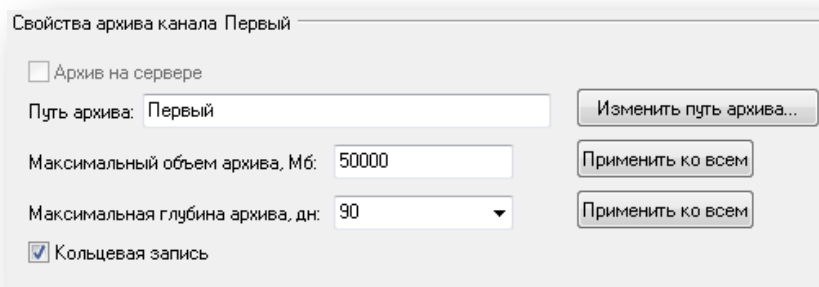 Свойства архива канала Первый
Архив на сервере
Путь архива: Первый Изменить путь архива...
Максимальный объем архива, Мб: 50000 Применить ко всем
Максимальная глубина архива, дн: 90 Применить ко всем
Кольцевая запись